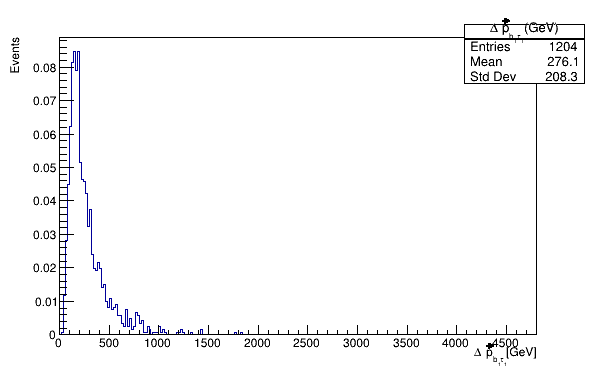 Δ p⃗_{b₁τ₁} (GeV)
Entries 1204
Mean 276.1
Std Dev 208.3
Events
0.08
0.07
0.06
0.05
0.04
0.03
0.02
0.01
0
0 500 1000 1500 2000 2500 3000 3500 4000 4500
Δ p⃗_{b₁τ₁} [GeV]